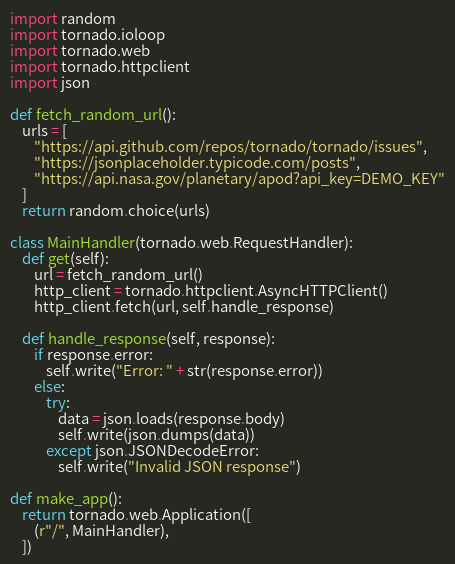 import random
import tornado.ioloop
import tornado.web
import tornado.httpclient
import json

def fetch_random_url():
    urls = [
        "https://api.github.com/repos/tornado/tornado/issues",
        "https://jsonplaceholder.typicode.com/posts",
        "https://api.nasa.gov/planetary/apod?api_key=DEMO_KEY"
    ]
    return random.choice(urls)

class MainHandler(tornado.web.RequestHandler):
    def get(self):
        url = fetch_random_url()
        http_client = tornado.httpclient.AsyncHTTPClient()
        http_client.fetch(url, self.handle_response)

    def handle_response(self, response):
        if response.error:
            self.write("Error: " + str(response.error))
        else:
            try:
                data = json.loads(response.body)
                self.write(json.dumps(data))
            except json.JSONDecodeError:
                self.write("Invalid JSON response")

def make_app():
    return tornado.web.Application([
        (r"/", MainHandler),
    ])